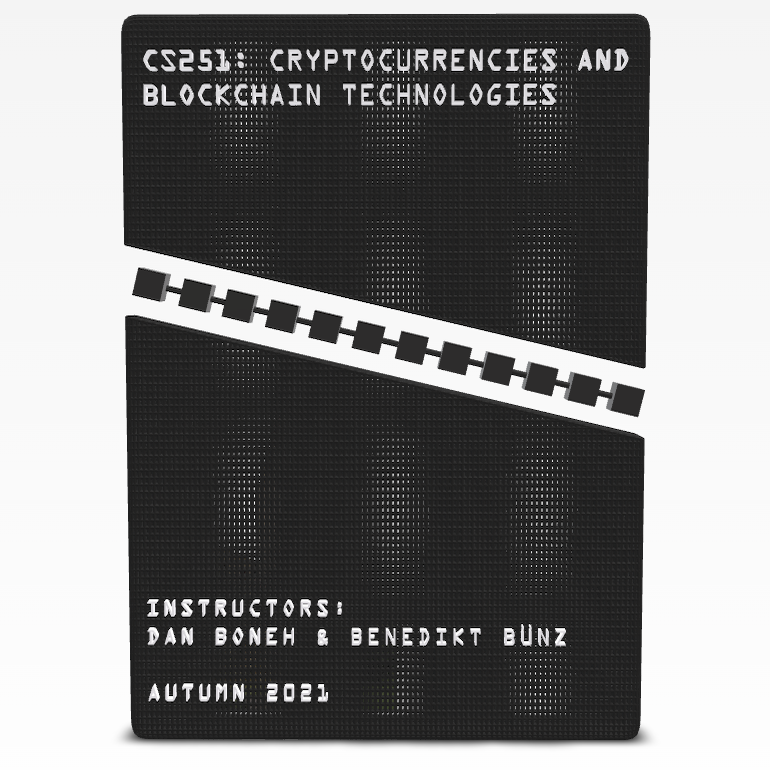 CS251: CRYPTOCURRENCIES AND
BLOCKCHAIN TECHNOLOGIES
INSTRUCTORS:
DAN BONEH & BENEDIKT BÜNZ
AUTUMN 2021